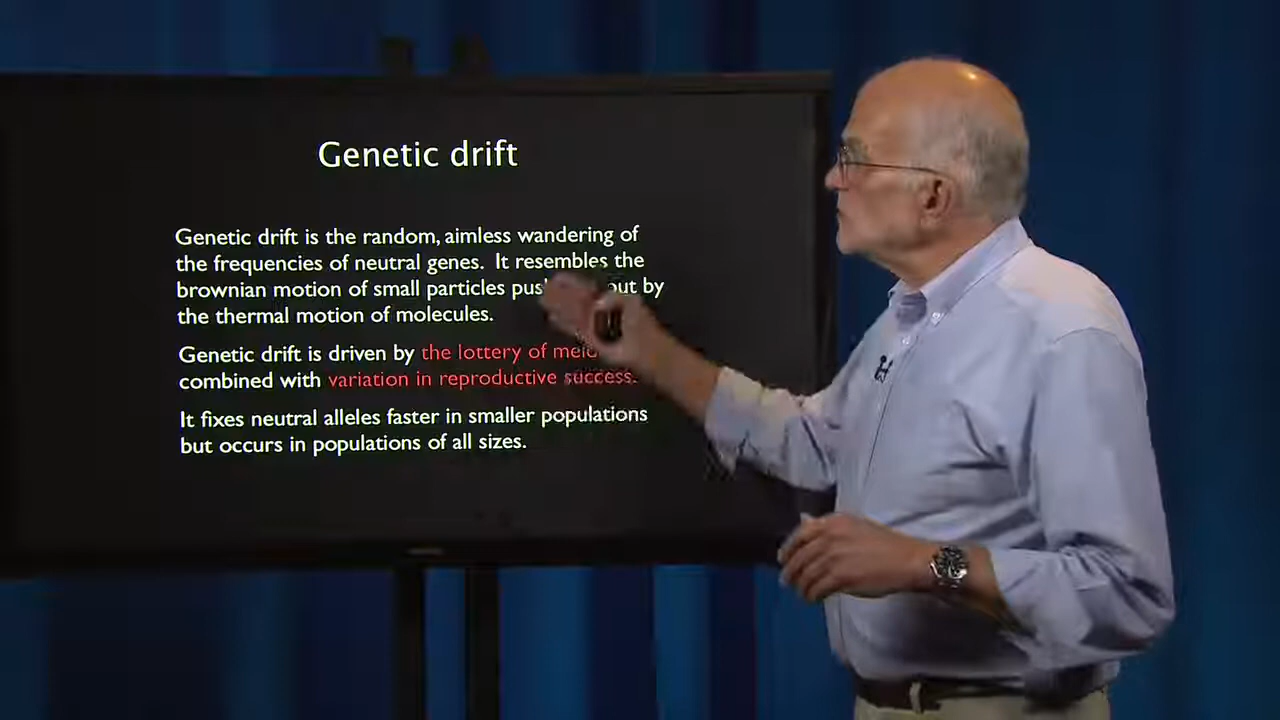 Genetic drift
Genetic drift is the random, aimless wandering of
the frequencies of neutral genes. It resembles the
brownian motion of small particles out by
the thermal motion of molecules.
Genetic drift is driven by the lottery of
combined with variation in reproductive success.
It fixes neutral alleles faster in smaller populations
but occurs in populations of all sizes.